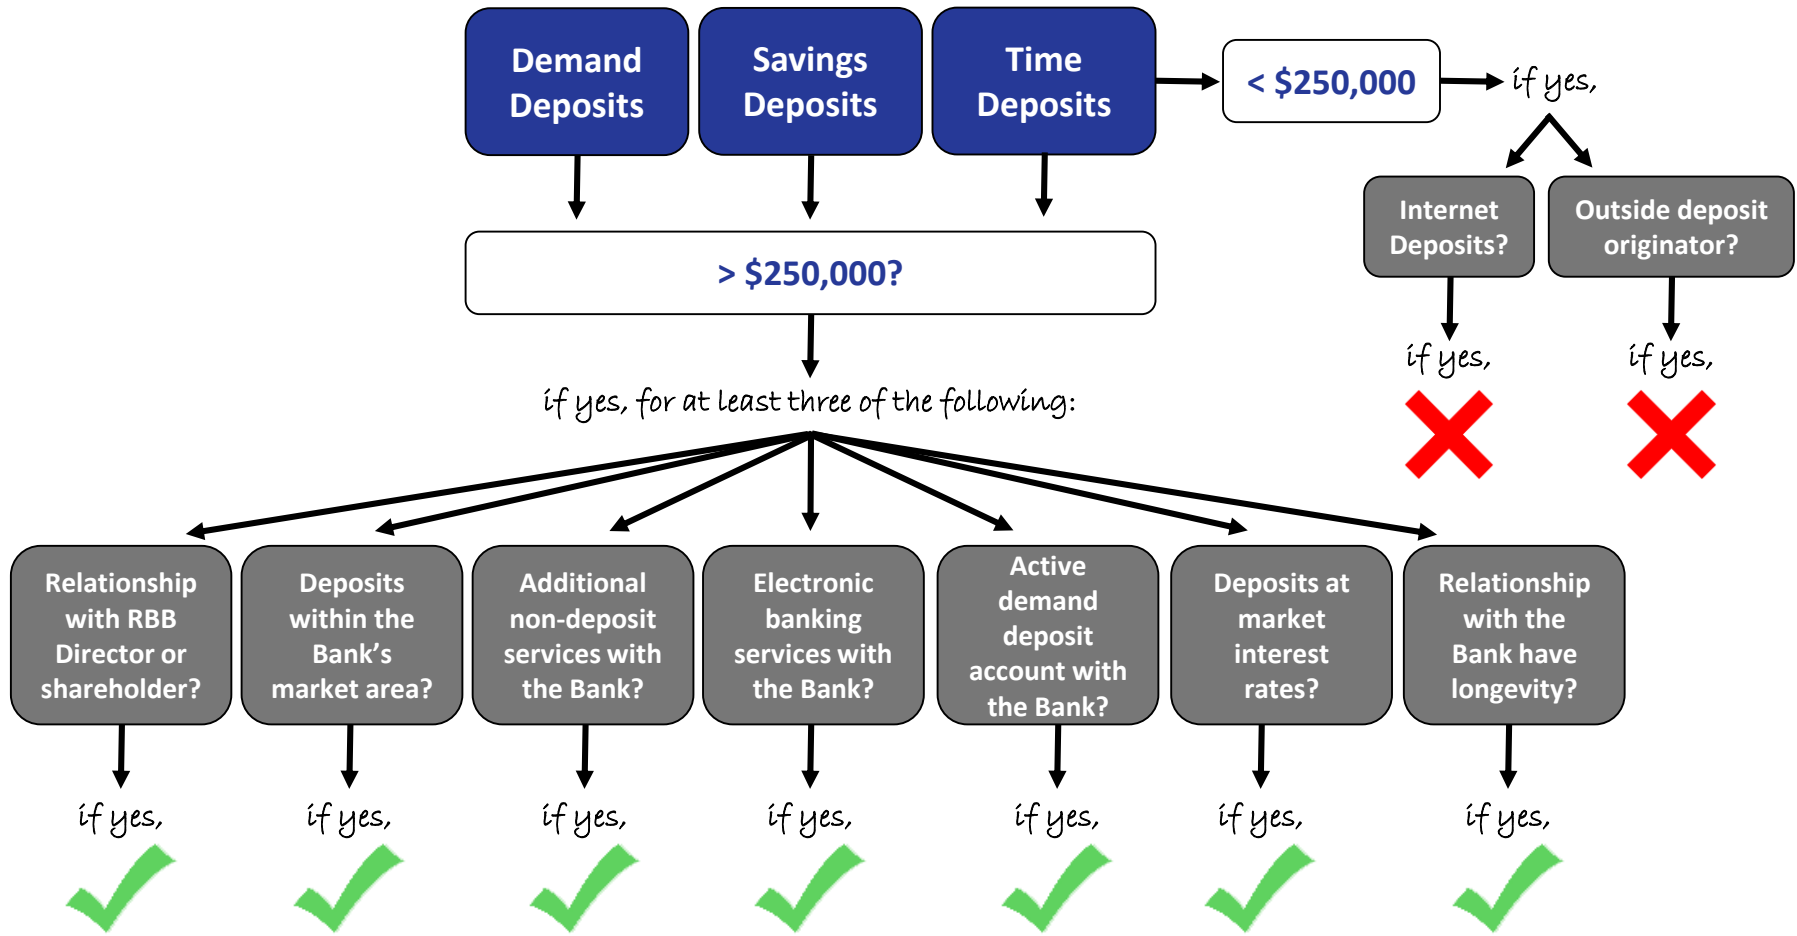 Demand
Deposits
Savings
Deposits
Time
Deposits
< $250,000
if yes,
Internet
Deposits?
Outside deposit
originator?
> $250,000?
if yes,
if yes,
if yes, for at least three of the following:
Relationship
with RBB
Director or
shareholder?
Deposits
within the
Bank's
market area?
Additional
non-deposit
services with
the Bank?
Electronic
banking
services with
the Bank?
Active
demand
deposit
account with
the Bank?
Deposits at
market
interest
rates?
Relationship
with the
Bank have
longevity?
if yes,
if yes,
if yes,
if yes,
if yes,
if yes,
if yes,